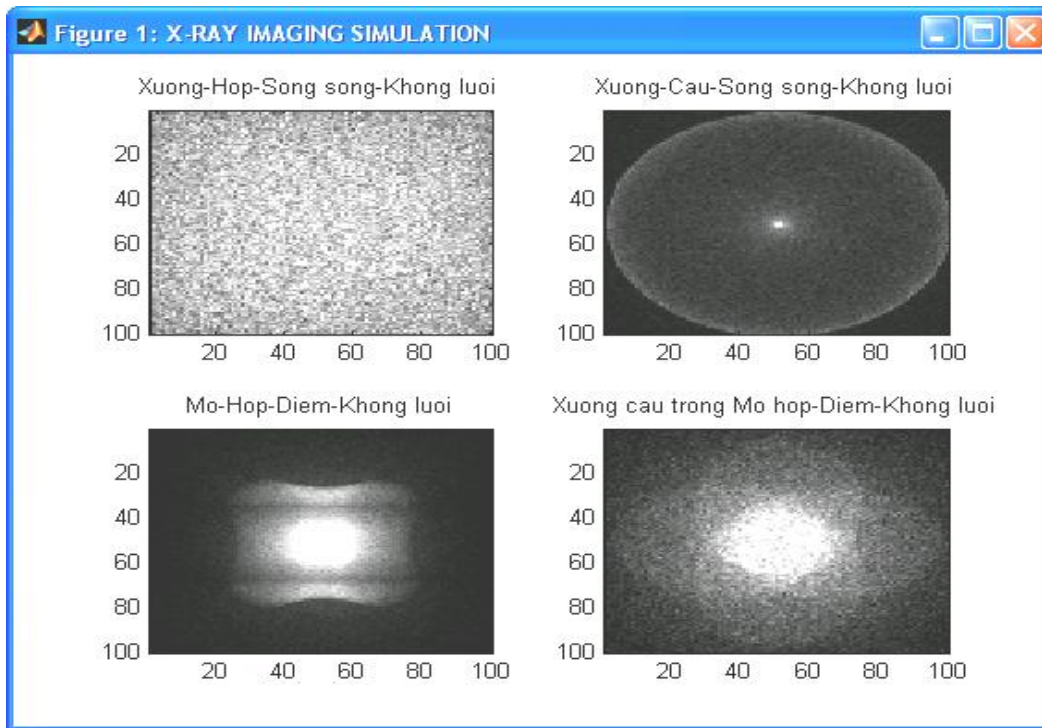 Figure 1: X-RAY IMAGING SIMULATION
Xuong-Hop-Song song-Khong luoi
20
40
60
80
100
20 40 60 80 100
Xuong-Cau-Song song-Khong luoi
20
40
60
80
100
20 40 60 80 100
Mo-Hop-Diem-Khong luoi
20
40
60
80
100
20 40 60 80 100
Xuong cau trong Mo hop-Diem-Khong luoi
20
40
60
80
100
20 40 60 80 100